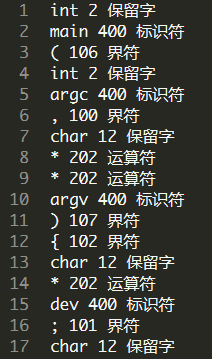 1 int 2 保留字
2 main 400 标识符
3 ( 106 界符
4 int 2 保留字
5 argc 400 标识符
6 , 100 界符
7 char 12 保留字
8 * 202 运算符
9 * 202 运算符
10 argv 400 标识符
11 ) 107 界符
12 { 102 界符
13 char 12 保留字
14 * 202 运算符
15 dev 400 标识符
16 ; 101 界符
17 char 12 保留字